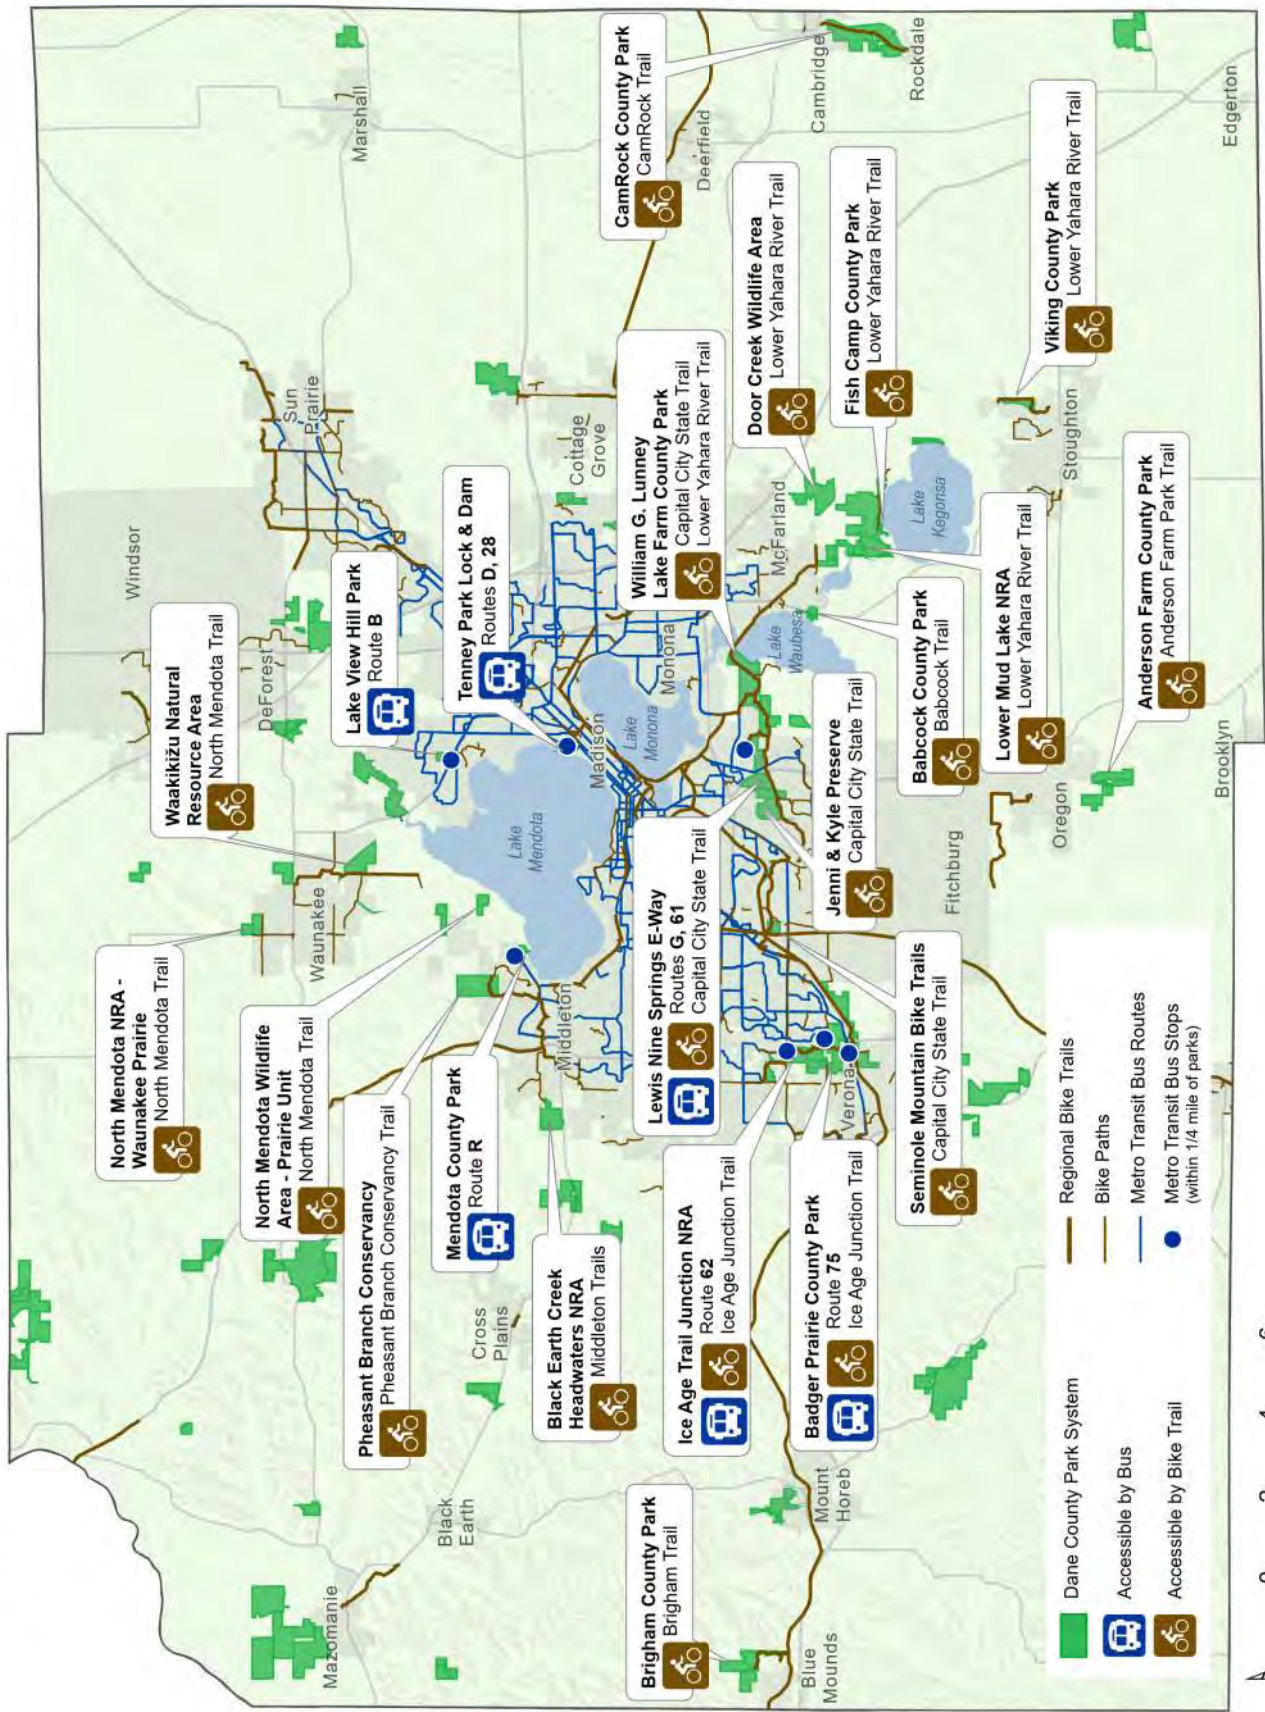 North Mendota NRA -
Waunakee Prairie
North Mendota Trail
Waakikižu Natural
Resource Area
North Mendota Trail
North Mendota Wildlife
Area - Prairie Unit
North Mendota Trail
Pheasant Branch Conservancy
Pheasant Branch Conservancy Trail
Mendota County Park
Route R
Black Earth Creek
Headwaters NRA
Middleton Trails
Lake View Hill Park
Route B
Tenney Park Lock & Dam
Routes D, 28
CamRock County Park
CamRock Trail
William G. Lunney
Lake Farm County Park
Capital City State Trail
Lower Yahara River Trail
Door Creek Wildlife Area
Lower Yahara River Trail
Fish Camp County Park
Lower Yahara River Trail
Viking County Park
Lower Yahara River Trail
Lewis Nine Springs E-Way
Routes G, 61
Capital City State Trail
Jenni & Kyle Preserve
Capital City State Trail
Babcock County Park
Babcock Trail
Lower Mud Lake NRA
Lower Yahara River Trail
Anderson Farm County Park
Anderson Farm Park Trail
Ice Age Trail Junction NRA
Route 62
Ice Age Junction Trail
Badger Prairie County Park
Route 75
Ice Age Junction Trail
Seminole Mountain Bike Trails
Capital City State Trail
Brigham County Park
Brigham Trail
Mazomanie
Black
Earth
Cross
Plains
Waunakee
DeForest
Windsor
Sun
Prairie
Marshall
Middleton
Lake
Mendota
Madison
Lake
Monona
Monona
Cottage
Grove
Deerfield
Cambridge
Rockdale
McFarland
Lake
Waubesa
Lake
Kegonsa
Blue
Mounds
Mount
Horeb
Verona
Fitchburg
Oregon
Stoughton
Brooklyn
Edgerton
Dane County Park System
Accessible by Bus
Accessible by Bike Trail
Regional Bike Trails
Bike Paths
Metro Transit Bus Routes
Metro Transit Bus Stops
(within 1/4 mile of parks)